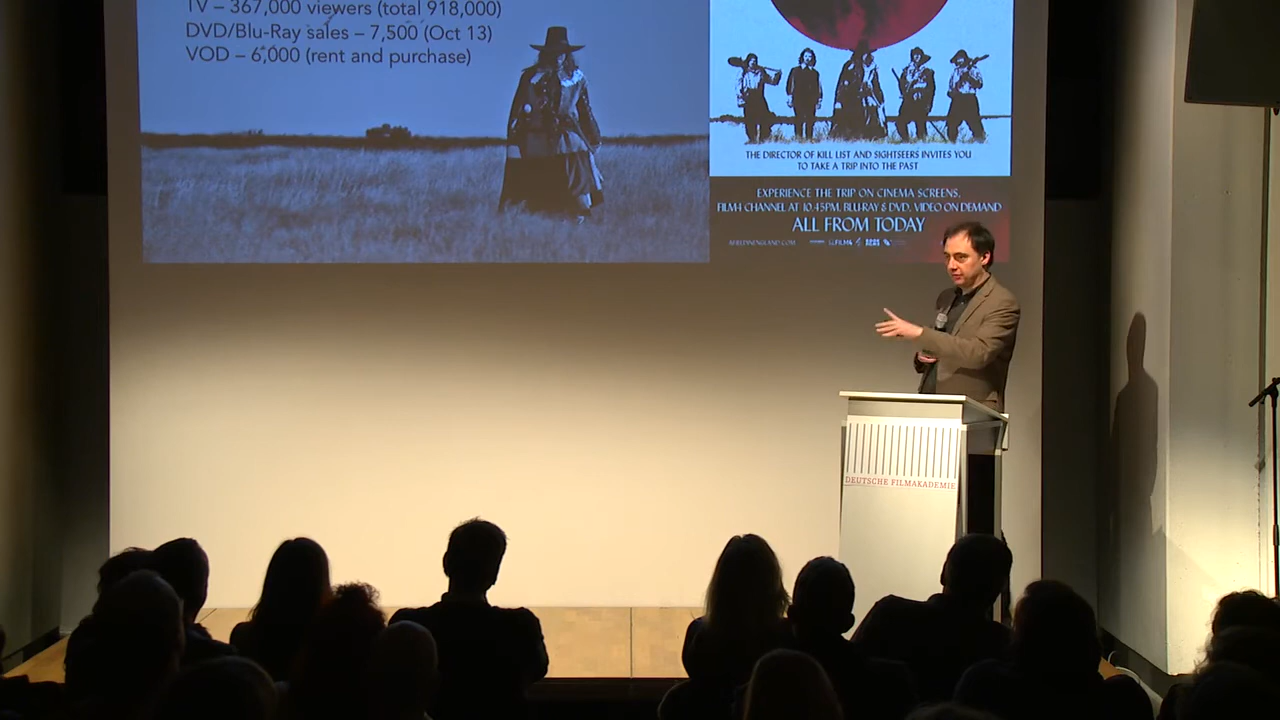 TV – 367,000 viewers (total 918,000)
DVD/Blu-Ray sales – 7,500 (Oct 13)
VOD – 6,000 (rent and purchase)
THE DIRECTOR OF KILL LIST AND SIGHTSEERS INVITES YOU
TO TAKE A TRIP INTO THE PAST
EXPERIENCE THE TRIP ON CINEMA SCREENS,
FILM4 CHANNEL AT 10.45PM, BLU-RAY & DVD, VIDEO ON DEMAND
ALL FROM TODAY
AFIELDINENGLAND.COM
DEUTSCHE FILMAKADEMIE